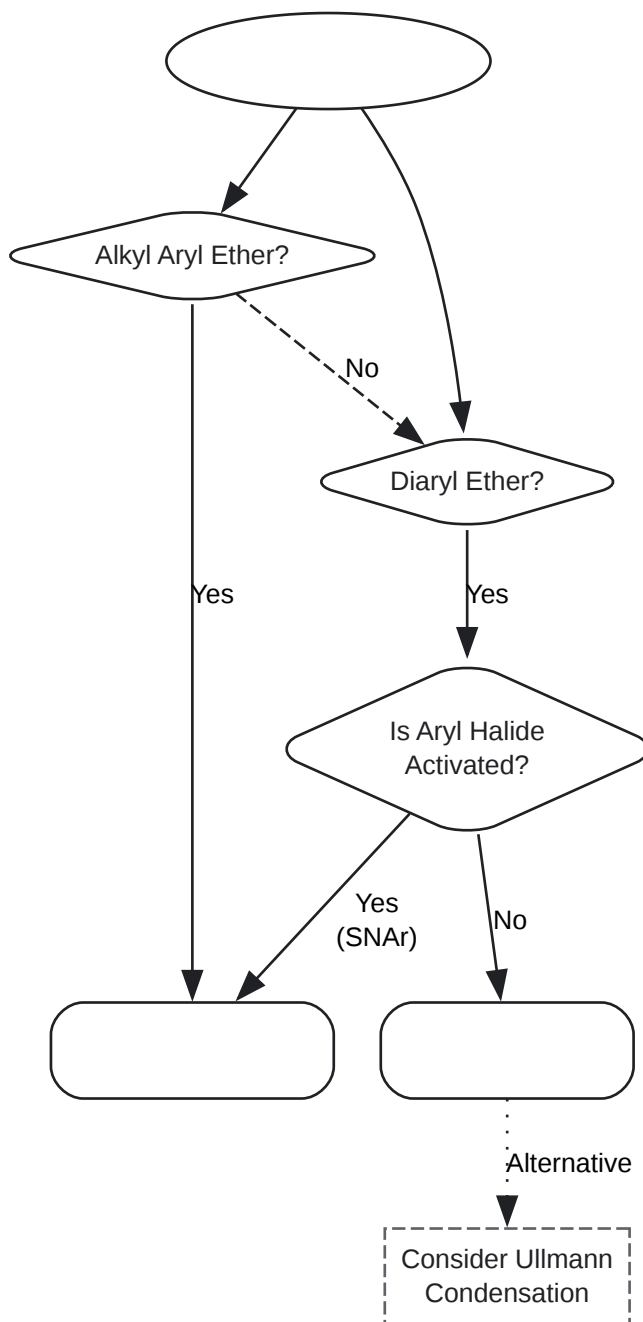 Alkyl Aryl Ether?
No
Diaryl Ether?
Yes
Yes
Is Aryl Halide
Activated?
Yes
(SNAr)
No
Alternative
Consider Ullmann
Condensation